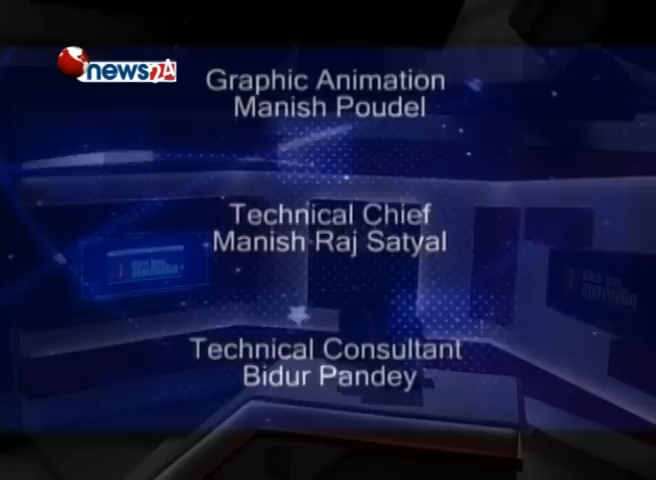 news24
Graphic Animation
Manish Poudel
Technical Chief
Manish Raj Satyal
Technical Consultant
Bidur Pandey